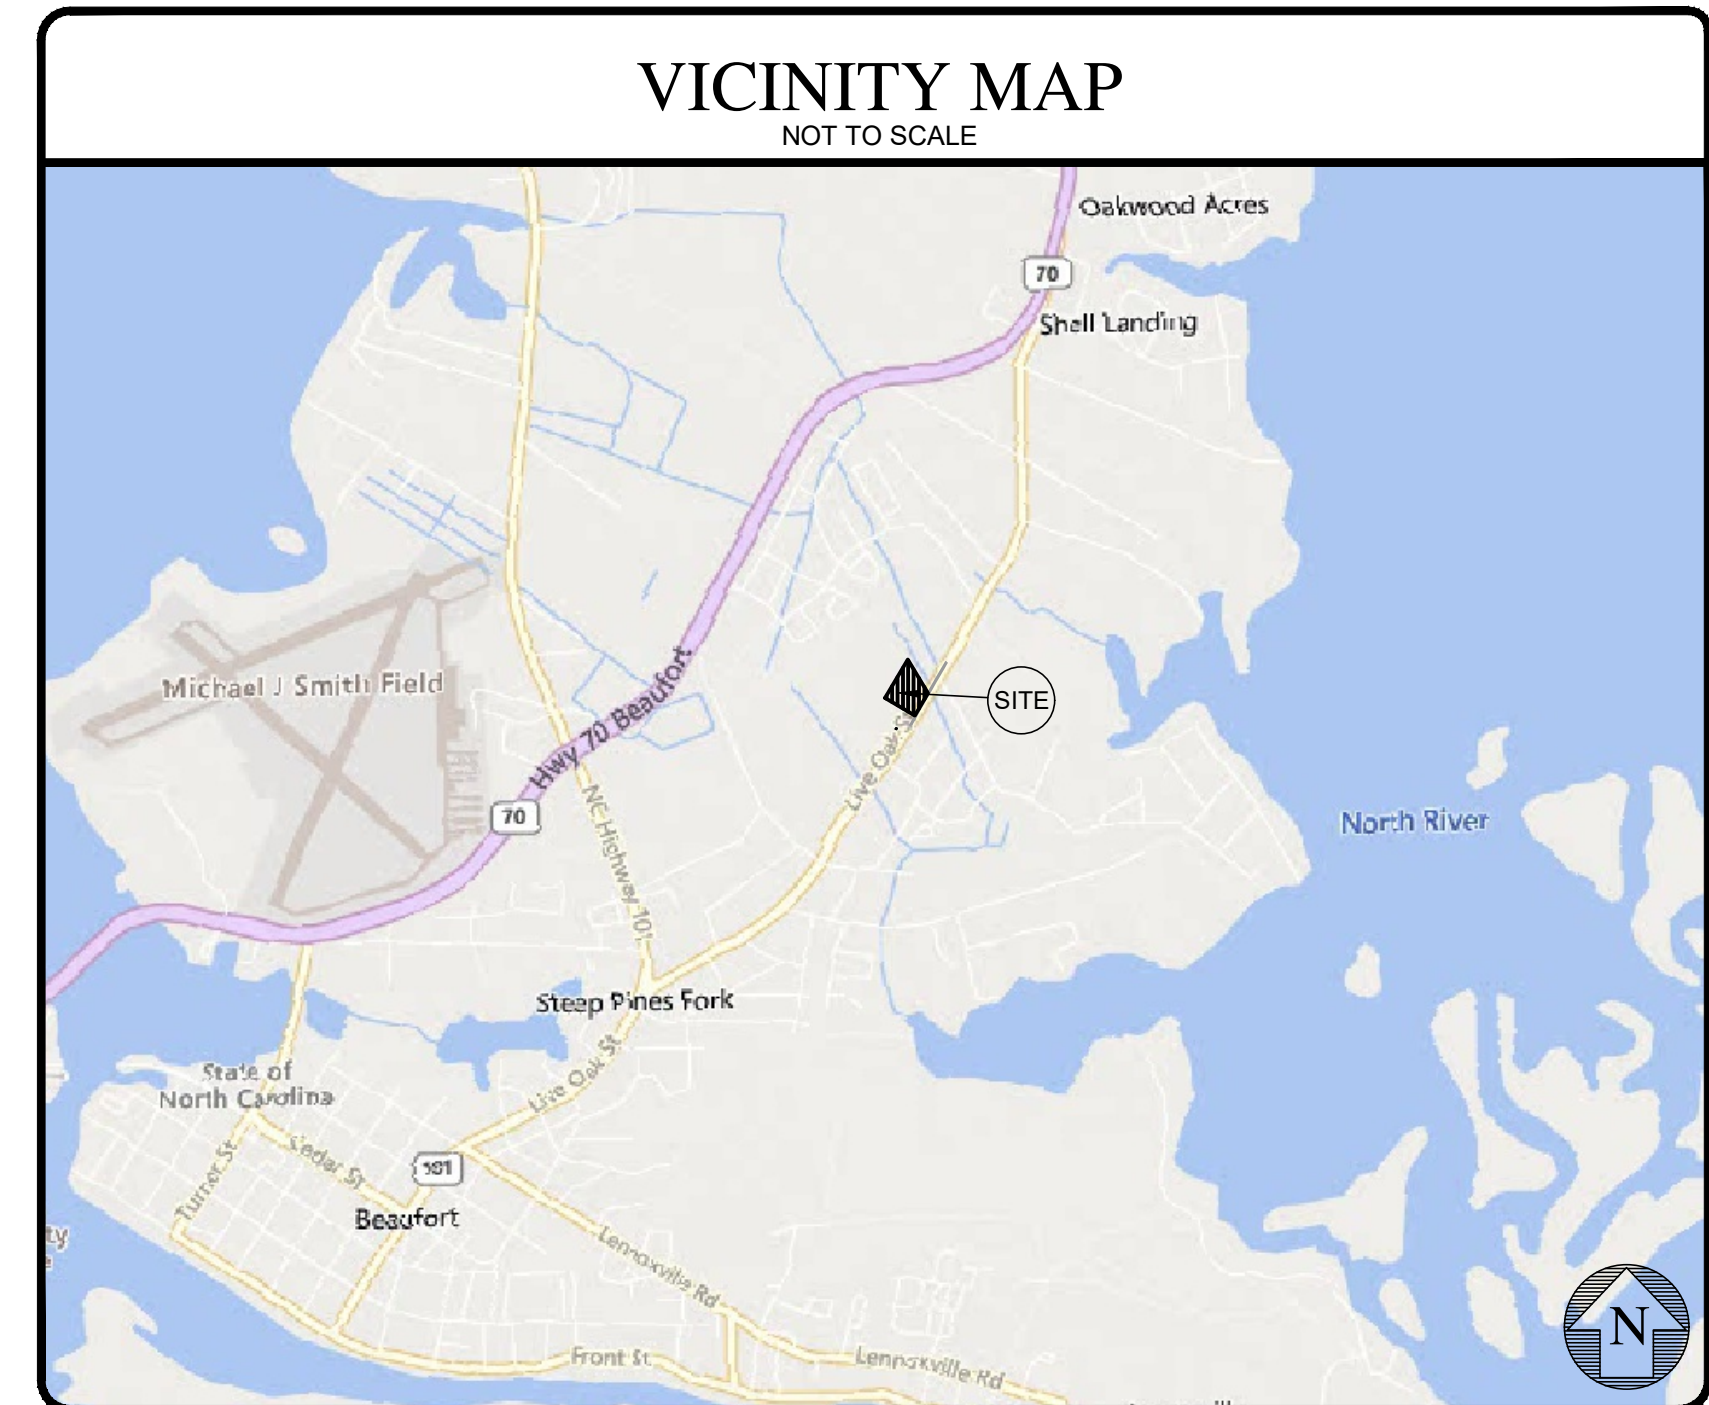 VICINITY MAP
NOT TO SCALE
Oakwood Acres
70
Shell Landing
Michael J Smith Field
Hwy 70 Beaufort
SITE
Live Oak St
70
NC Highway 101
North River
Steep Pines Fork
Live Oak St
State of
North Carolina
Cedar St
Turner St
101
Beaufort
ty
Lennoxville Rd
Front St
Lennoxville Rd
N